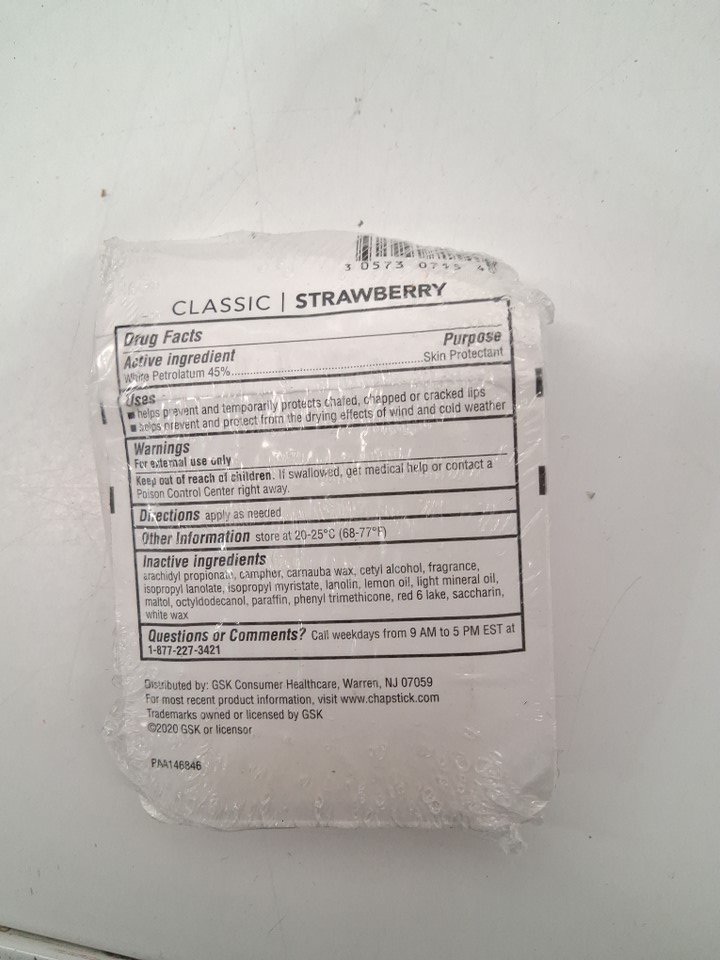 3 0573 07
CLASSIC | STRAWBERRY
Drug Facts
Active ingredient Purpose
White Petrolatum 45%..........Skin Protectant
Uses
■ helps prevent and temporarily protects chafed, chapped or cracked lips
■ helps prevent and protect from the drying effects of wind and cold weather
Warnings
For external use only
Keep out of reach of children. If swallowed, get medical help or contact a
Poison Control Center right away.
Directions apply as needed
Other Information store at 20-25°C (68-77°F)
Inactive ingredients
arachidyl propionate, camphor, carnauba wax, cetyl alcohol, fragrance,
isopropyl lanolate, isopropyl myristate, lanolin, lemon oil, light mineral oil,
maltol, octyldodecanol, paraffin, phenyl trimethicone, red 6 lake, saccharin,
white wax
Questions or Comments? Call weekdays from 9 AM to 5 PM EST at
1-877-227-3421
Distributed by: GSK Consumer Healthcare, Warren, NJ 07059
For most recent product information, visit www.chapstick.com
Trademarks owned or licensed by GSK
©2020 GSK or licensor
PAA146846